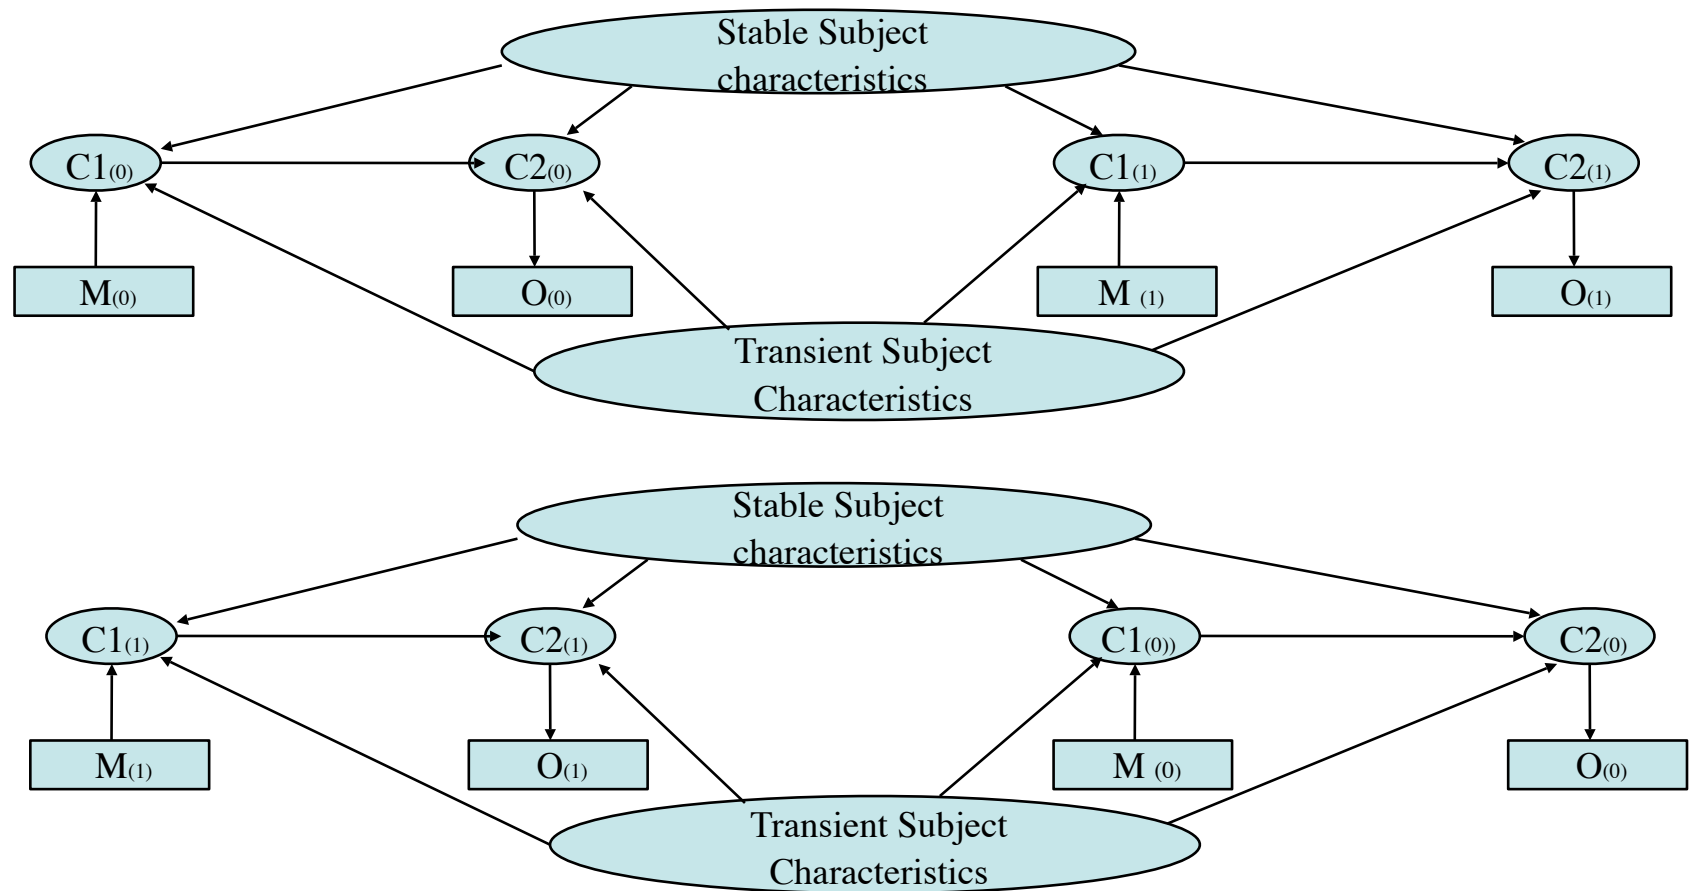 Stable Subject
characteristics
C1(0)
C2(0)
C1(1)
C2(1)
M(0)
O(0)
M (1)
O(1)
Transient Subject
Characteristics
Stable Subject
characteristics
C1(1)
C2(1)
C1(0))
C2(0)
M(1)
O(1)
M (0)
O(0)
Transient Subject
Characteristics